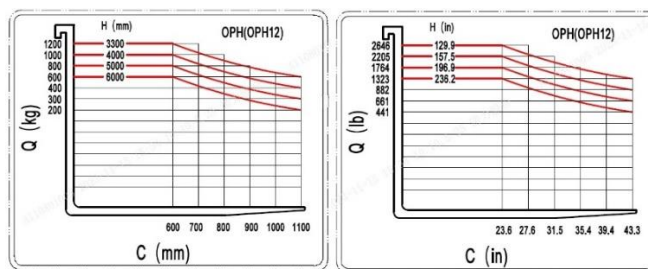 H (mm)
OPH(OPH12)
1200
3300
1000
4000
800
5000
600
6000
400
300
200
Q (kg)
600 700 800 900 1000 1100
C (mm)
H (in)
OPH(OPH12)
2646
129.9
2205
157.5
1764
196.9
1323
236.2
882
661
441
Q (lb)
23.6 27.6 31.5 35.4 39.4 43.3
C (in)